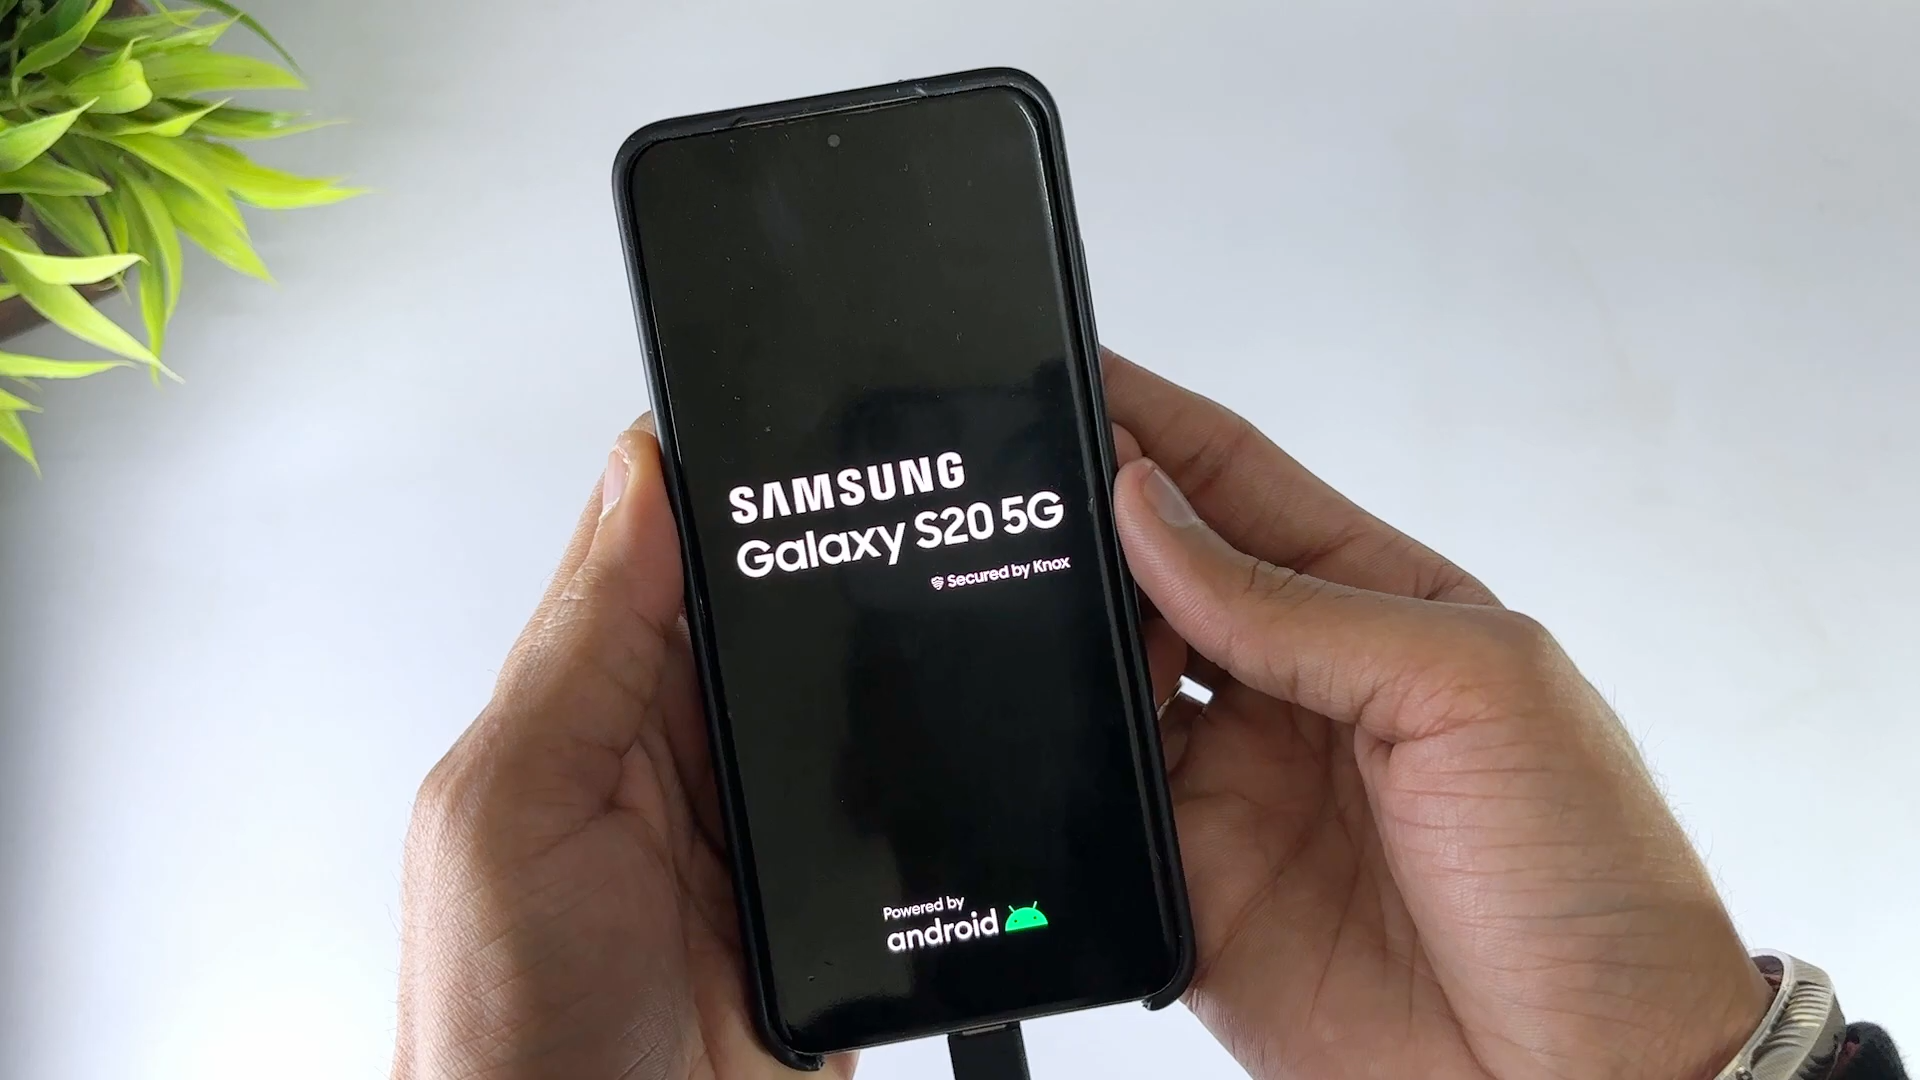 SAMSUNG
Galaxy S20 5G
Secured by Knox
Powered by
android